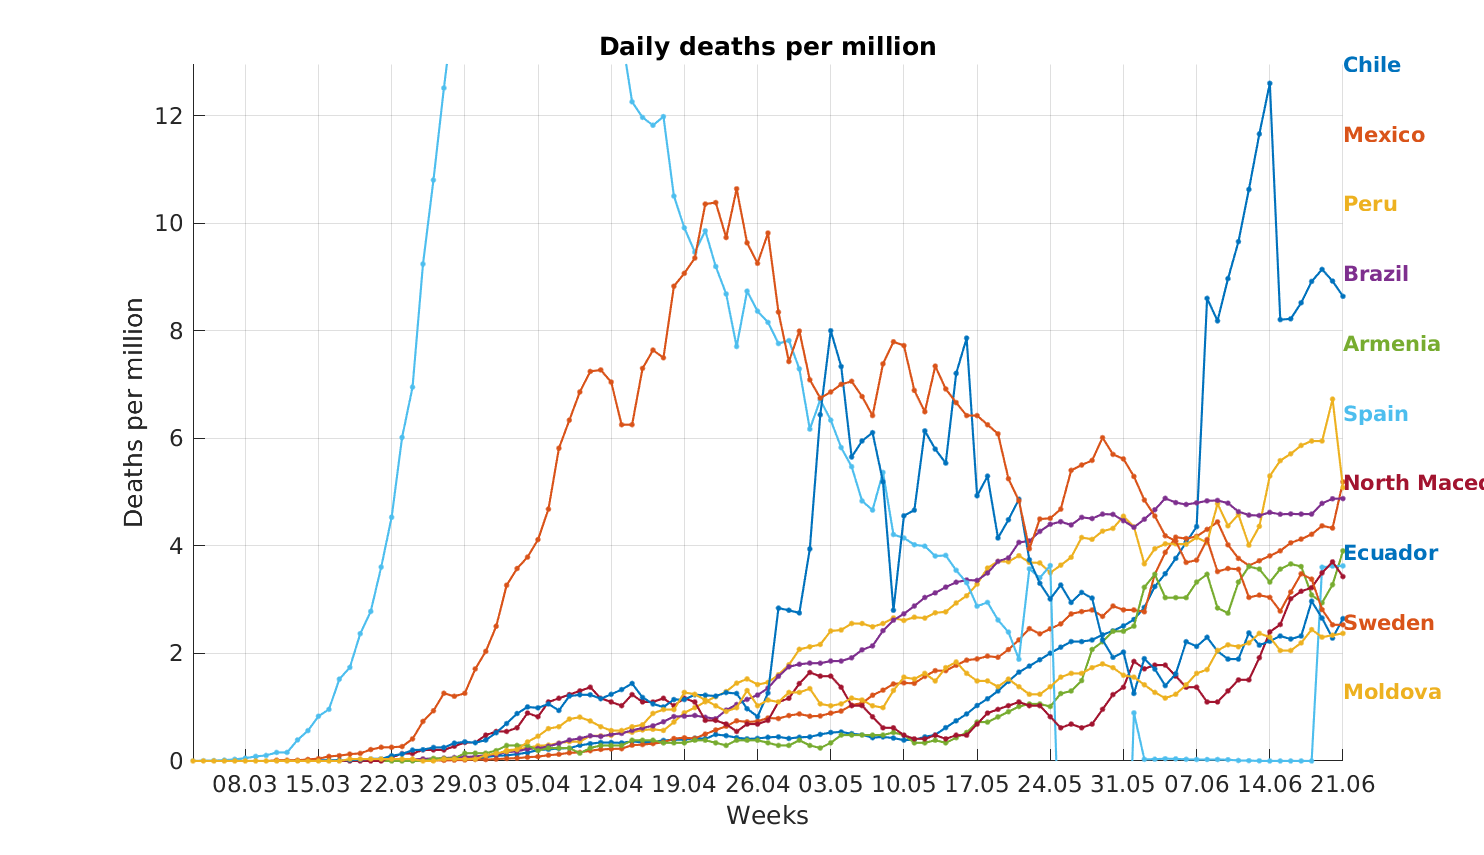 Daily deaths per million
Chile
12
Mexico
10
Peru
Brazil
8
Armenia
6
Spain
North Maced
4
Ecuador
2
Sweden
Moldova
0
08.03 15.03 22.03 29.03 05.04 12.04 19.04 26.04 03.05 10.05 17.05 24.05 31.05 07.06 14.06 21.06
Weeks
Deaths per million